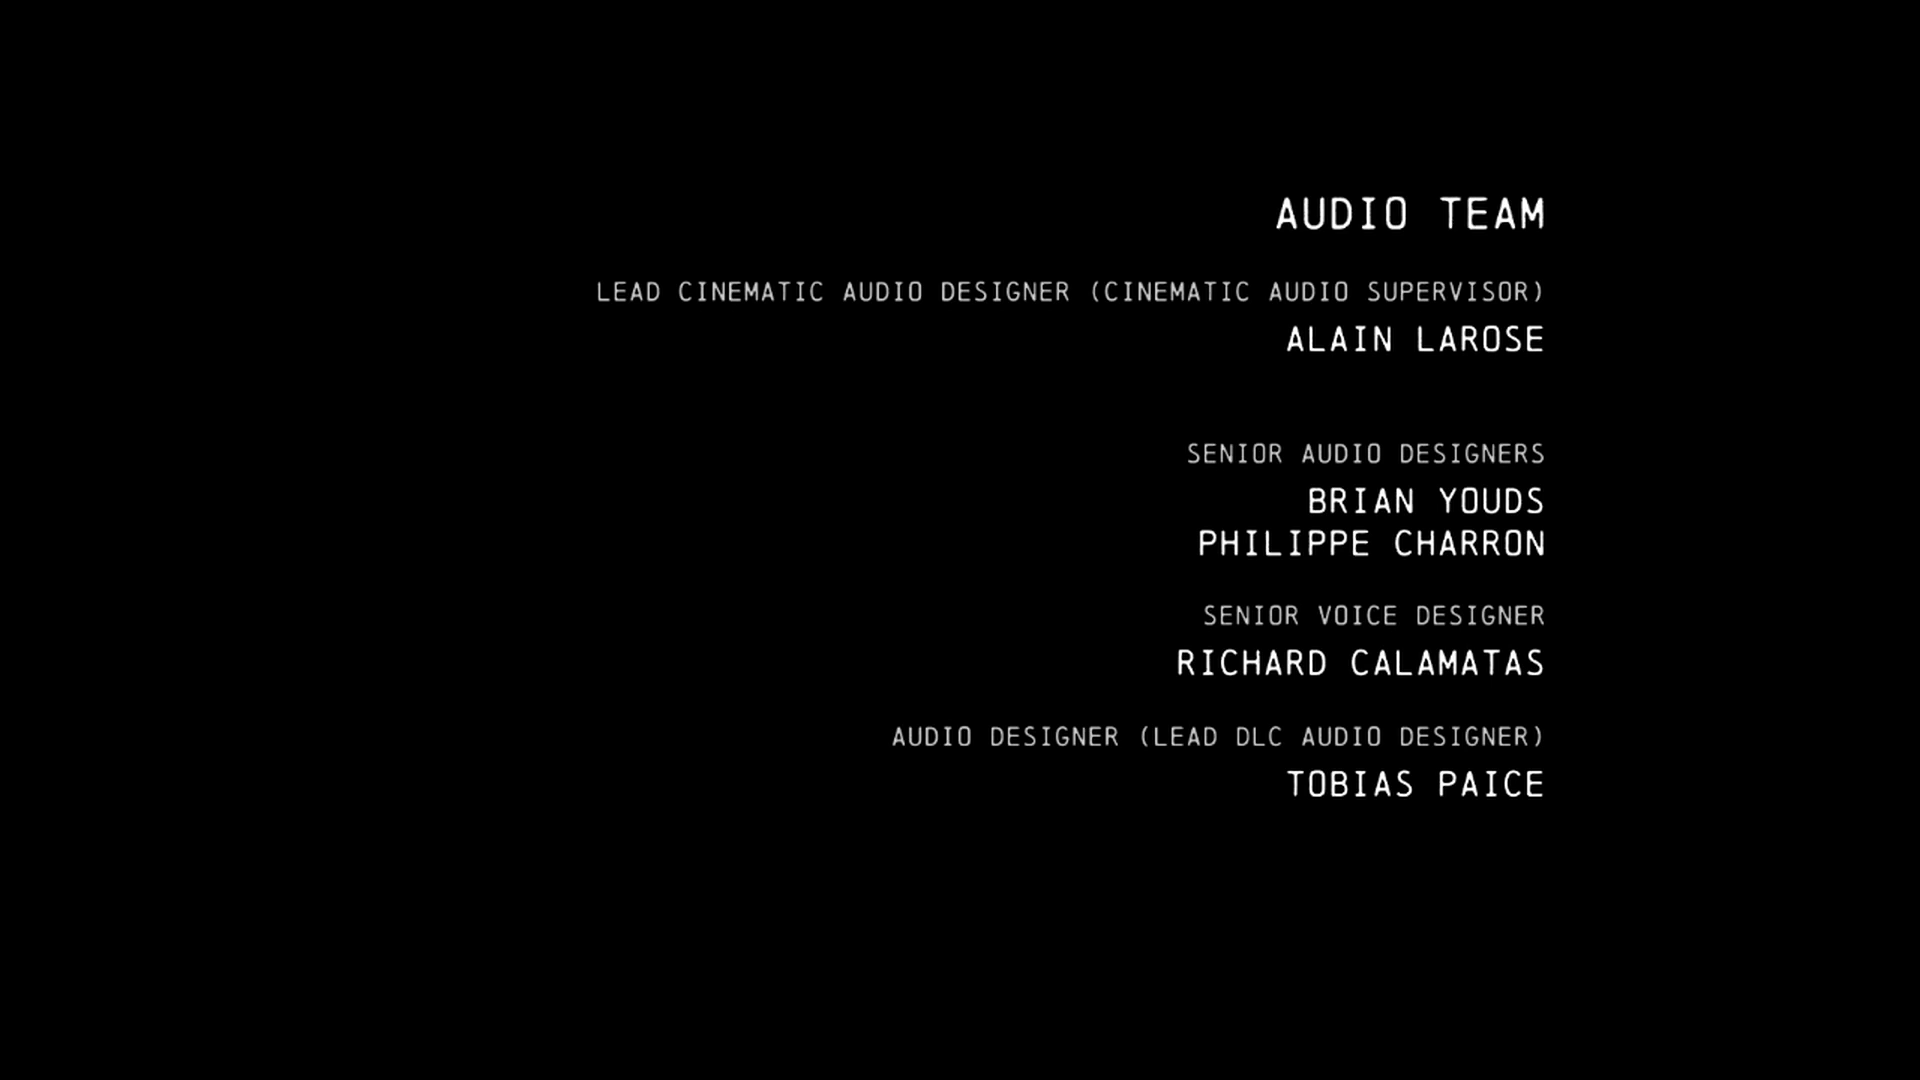 AUDIO TEAM
LEAD CINEMATIC AUDIO DESIGNER (CINEMATIC AUDIO SUPERVISOR)
ALAIN LAROSE
SENIOR AUDIO DESIGNERS
BRIAN YOUDS
PHILIPPE CHARRON
SENIOR VOICE DESIGNER
RICHARD CALAMATAS
AUDIO DESIGNER (LEAD DLC AUDIO DESIGNER)
TOBIAS PAICE